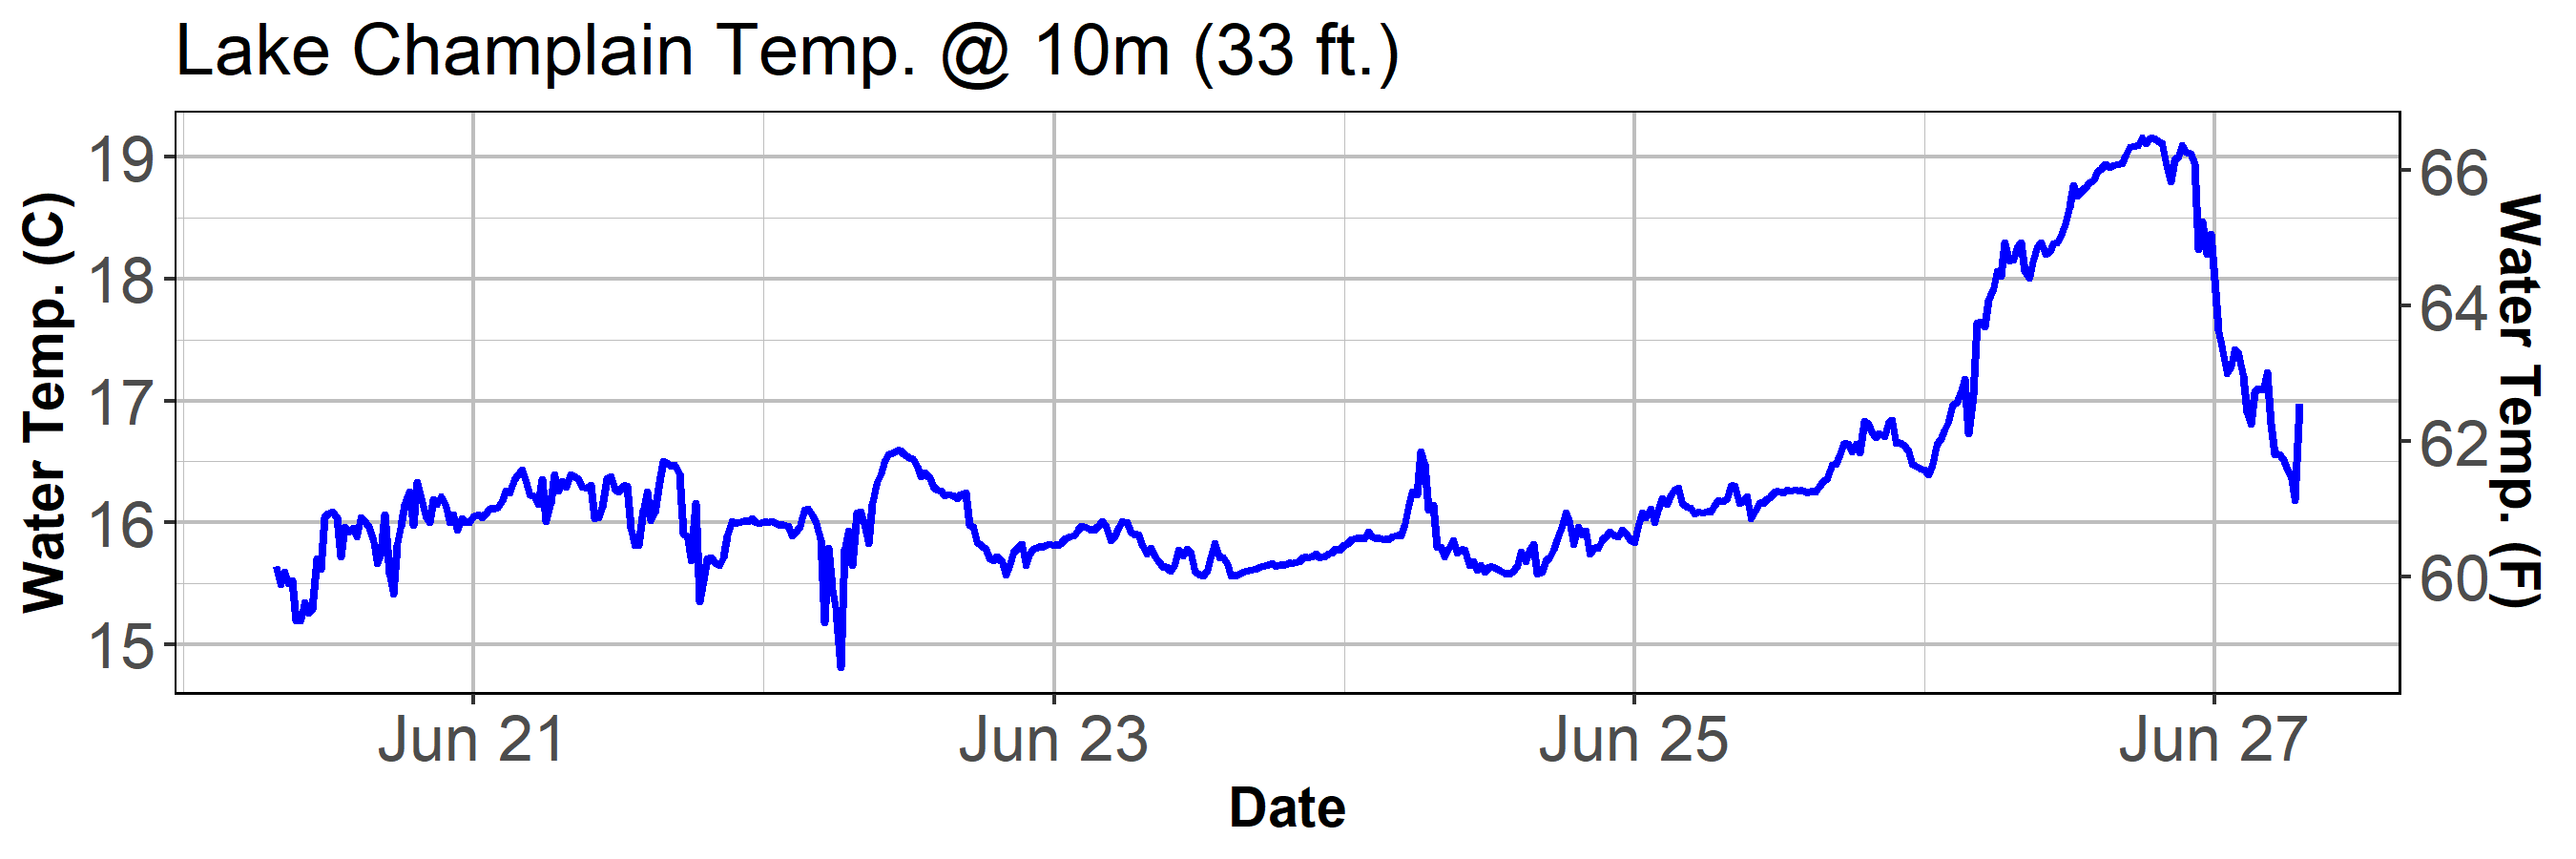 Lake Champlain Temp. @ 10m (33 ft.)
Water Temp. (C)
19
18
17
16
15
66
64
62
60
Water Temp. (F)
Jun 21
Jun 23
Jun 25
Jun 27
Date